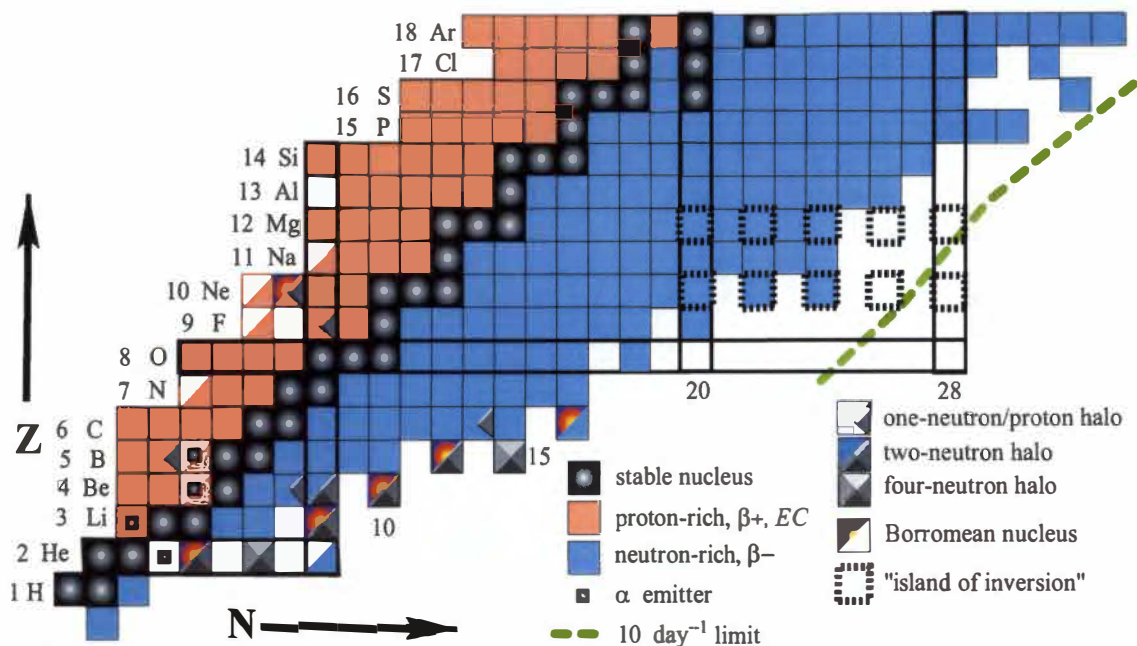 18 Ar
17 Cl
16 S
15 P
14 Si
13 Al
12 Mg
11 Na
10 Ne
9 F
8 O
7 N
6 C
5 B
4 Be
3 Li
2 He
1 H
Z
N
20
28
15
10
stable nucleus
proton-rich, β+, EC
neutron-rich, β−
α emitter
10 day⁻¹ limit
one-neutron/proton halo
two-neutron halo
four-neutron halo
Borromean nucleus
"island of inversion"